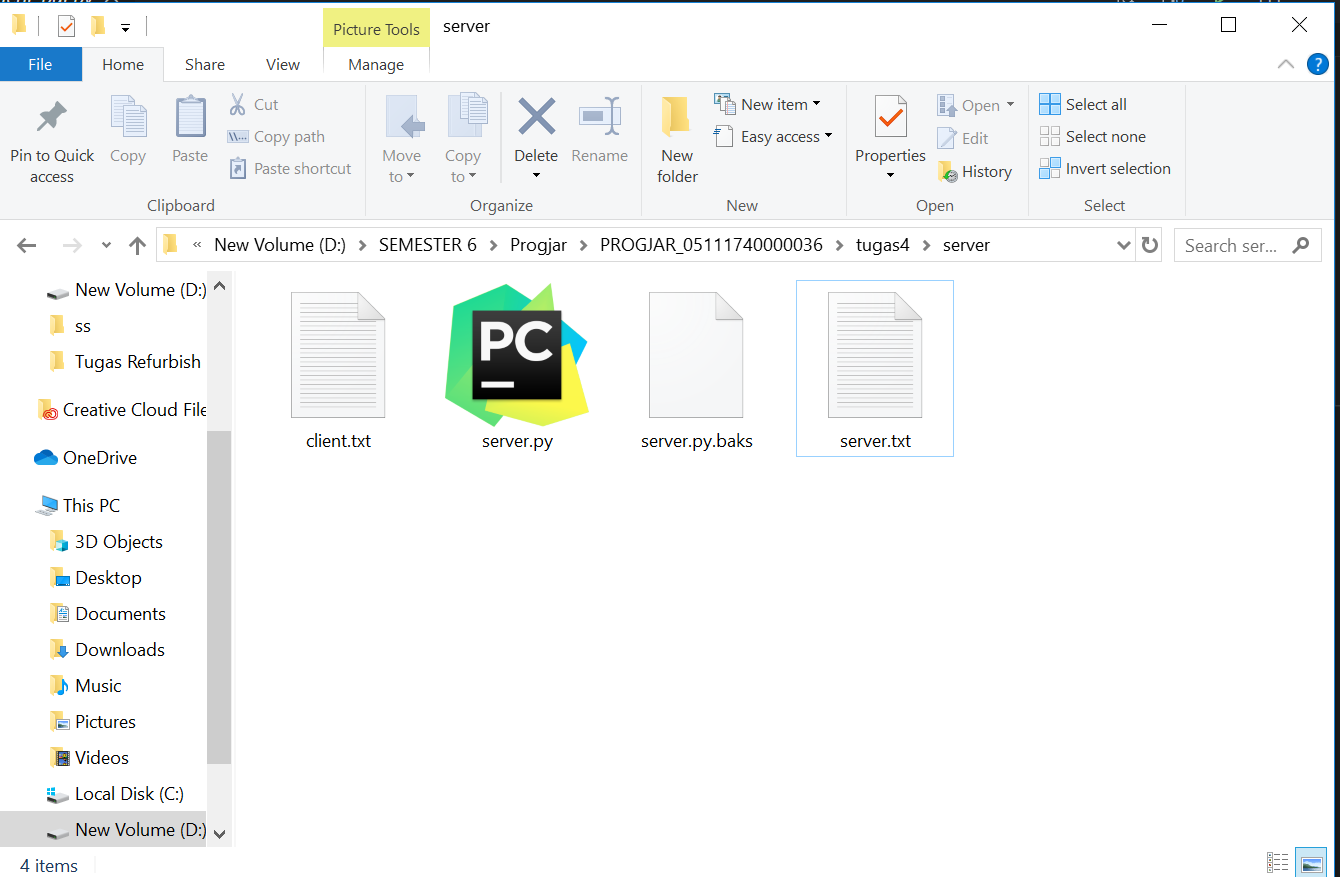 Picture Tools
server
File
Home
Share
View
Manage
?
Pin to Quick access
Copy
Paste
Cut
Copy path
Paste shortcut
Clipboard
Move to
Copy to
Delete
Rename
Organize
New folder
New item
Easy access
New
Properties
Open
Edit
History
Open
Select all
Select none
Invert selection
Select
« New Volume (D:) > SEMESTER 6 > Progjar > PROGJAR_05111740000036 > tugas4 > server
Search ser...
New Volume (D:)
ss
Tugas Refurbish
Creative Cloud File
OneDrive
This PC
3D Objects
Desktop
Documents
Downloads
Music
Pictures
Videos
Local Disk (C:)
New Volume (D:)
client.txt
PC
server.py
server.py.baks
server.txt
4 items